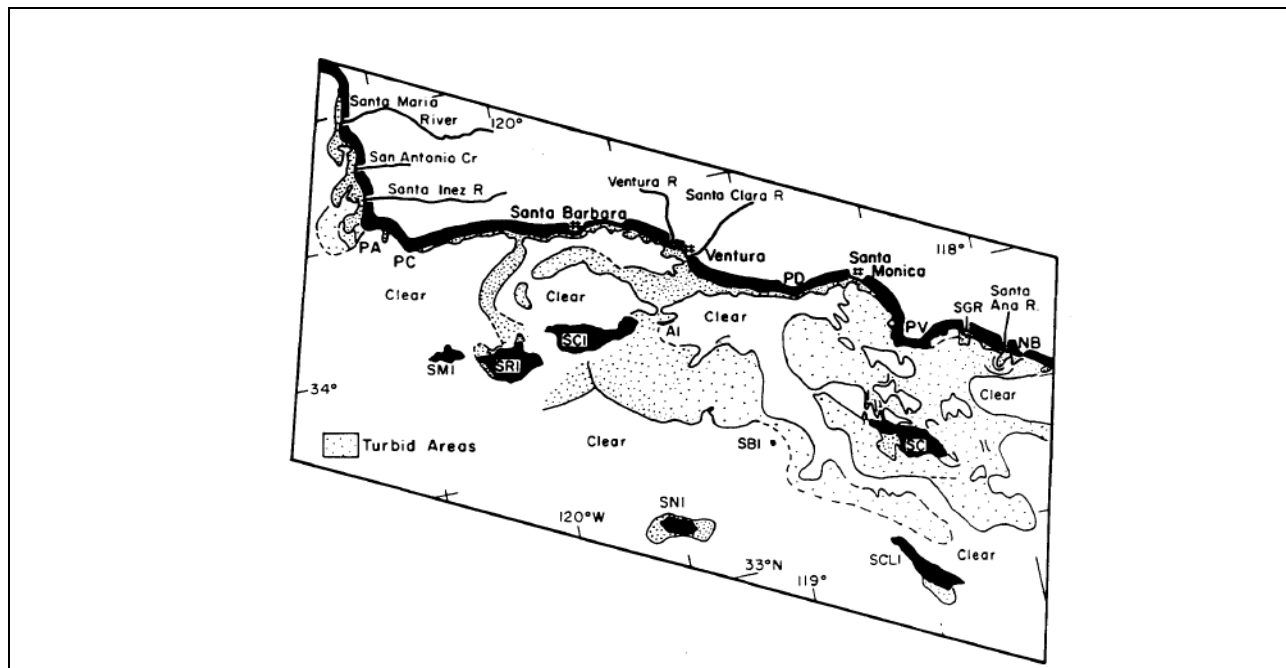 Santa Maria
River
120°
San Antonio Cr
Santa Inez R
Ventura R
Santa Clara R
Santa Barbara
118°
PA
PC
Ventura
PD
Santa
Monica
Santa
Ana R.
SGR
Clear
Clear
Clear
AI
PV
NB
SCI
SMI
SRI
Clear
34°
Turbid Areas
Clear
SBI
SC
SNI
120°W
SCLI
Clear
33°N
119°